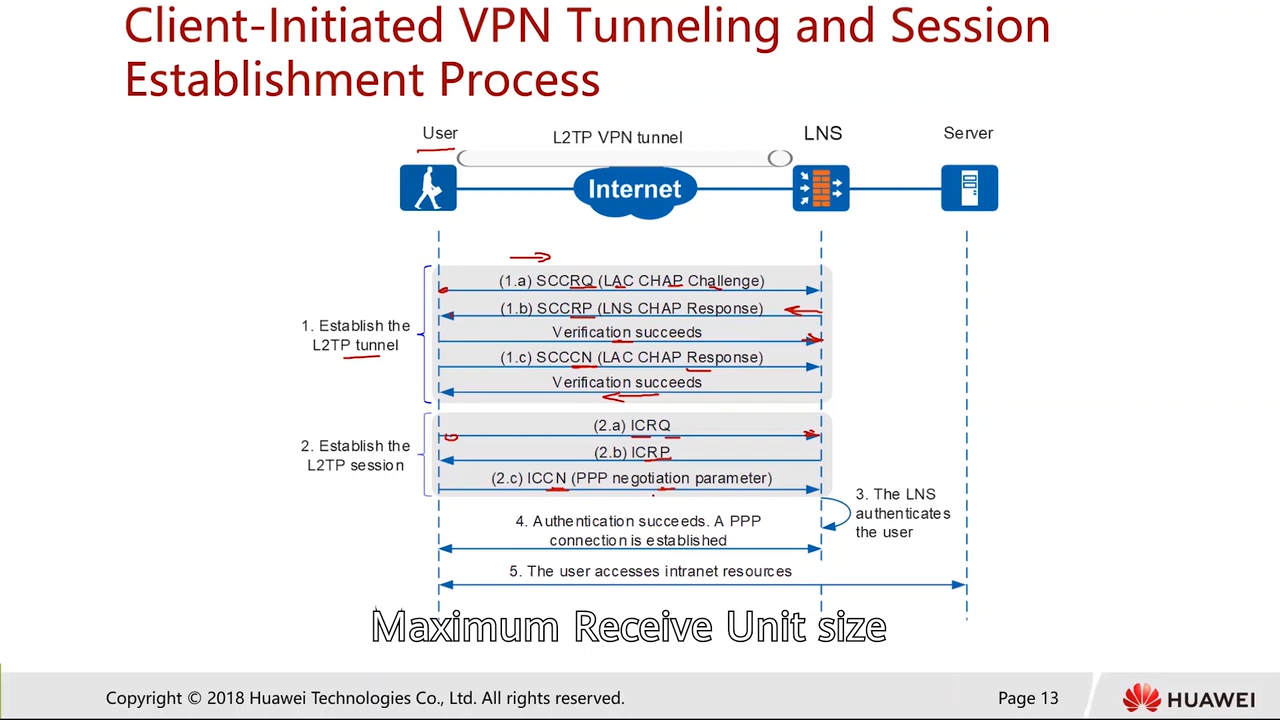 Client-Initiated VPN Tunneling and Session
Establishment Process
User
L2TP VPN tunnel
LNS
Server
Internet
(1.a) SCCRQ (LAC CHAP Challenge)
(1.b) SCCRP (LNS CHAP Response)
Verification succeeds
1. Establish the
L2TP tunnel
(1.c) SCCCN (LAC CHAP Response)
Verification succeeds
(2.a) ICRQ
2. Establish the
L2TP session
(2.b) ICRP
(2.c) ICCN (PPP negotiation parameter)
3. The LNS
authenticates
the user
4. Authentication succeeds. A PPP
connection is established
5. The user accesses intranet resources
Maximum Receive Unit size
Copyright © 2018 Huawei Technologies Co., Ltd. All rights reserved.
Page 13
HUAWEI